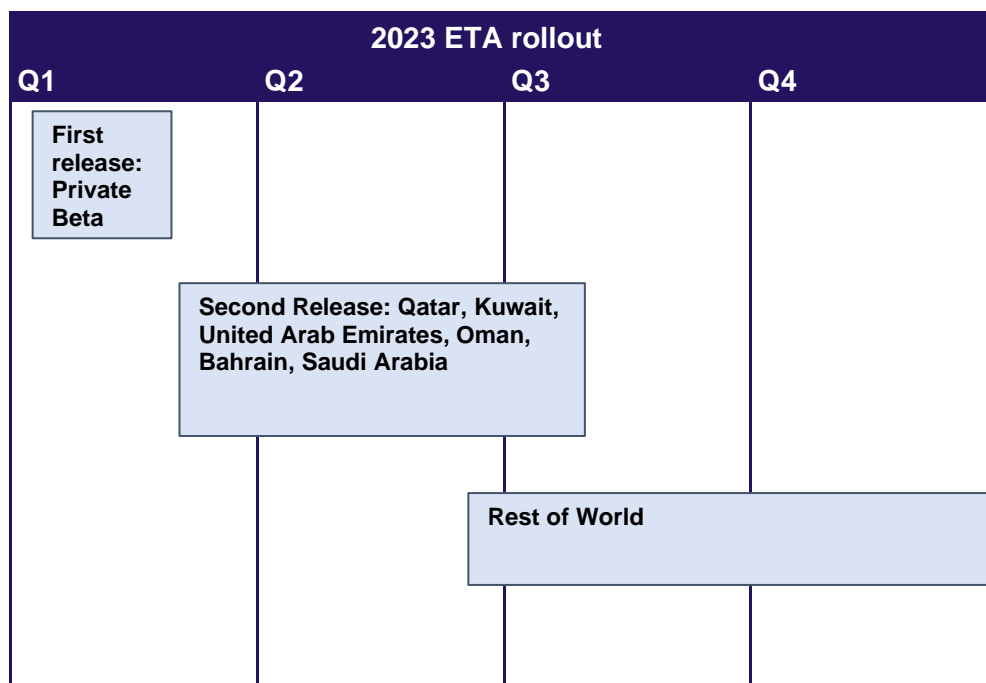 2023 ETA rollout
Q1 Q2 Q3 Q4
First
release:
Private
Beta
Second Release: Qatar, Kuwait,
United Arab Emirates, Oman,
Bahrain, Saudi Arabia
Rest of World